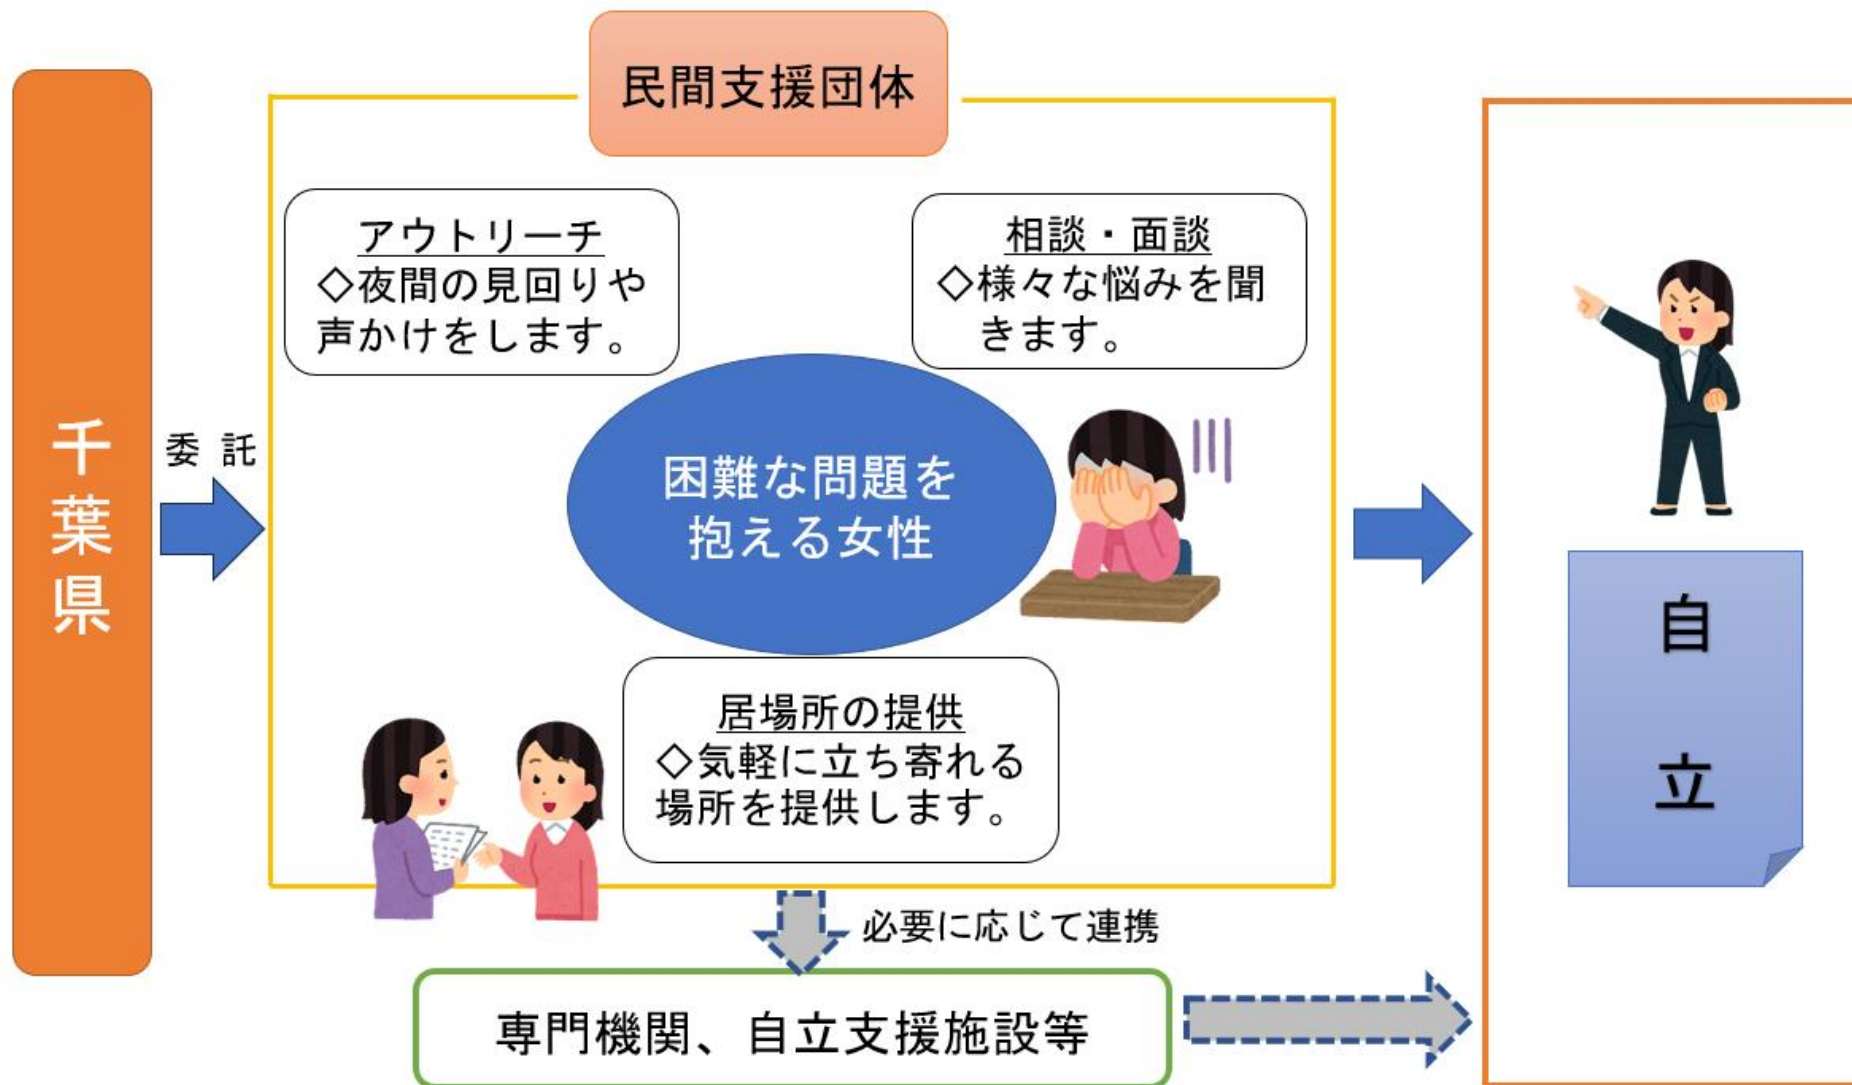 民間支援団体
千葉県
委託
アウトリーチ
◇夜間の見回りや
声かけをします。
相談・面談
◇様々な悩みを聞
きます。
困難な問題を
抱える女性
居場所の提供
◇気軽に立ち寄れる
場所を提供します。
必要に応じて連携
専門機関、自立支援施設等
自立